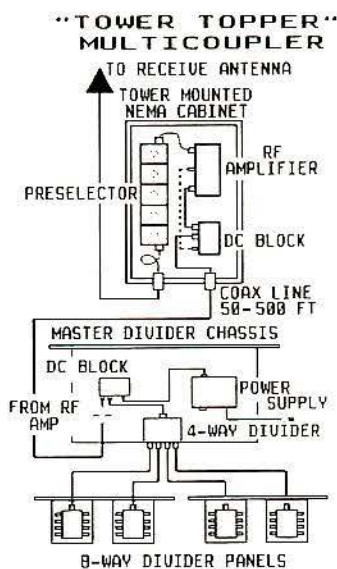 "TOWER TOPPER"
MULTICOUPLER
TO RECEIVE ANTENNA
TOWER MOUNTED
NEMA CABINET
RF
AMPLIFIER
PRESELECTOR
DC BLOCK
COAX LINE
50-500 FT
MASTER DIVIDER CHASSIS
DC BLOCK
POWER
SUPPLY
FROM RF
AMP
4-WAY DIVIDER
8-WAY DIVIDER PANELS